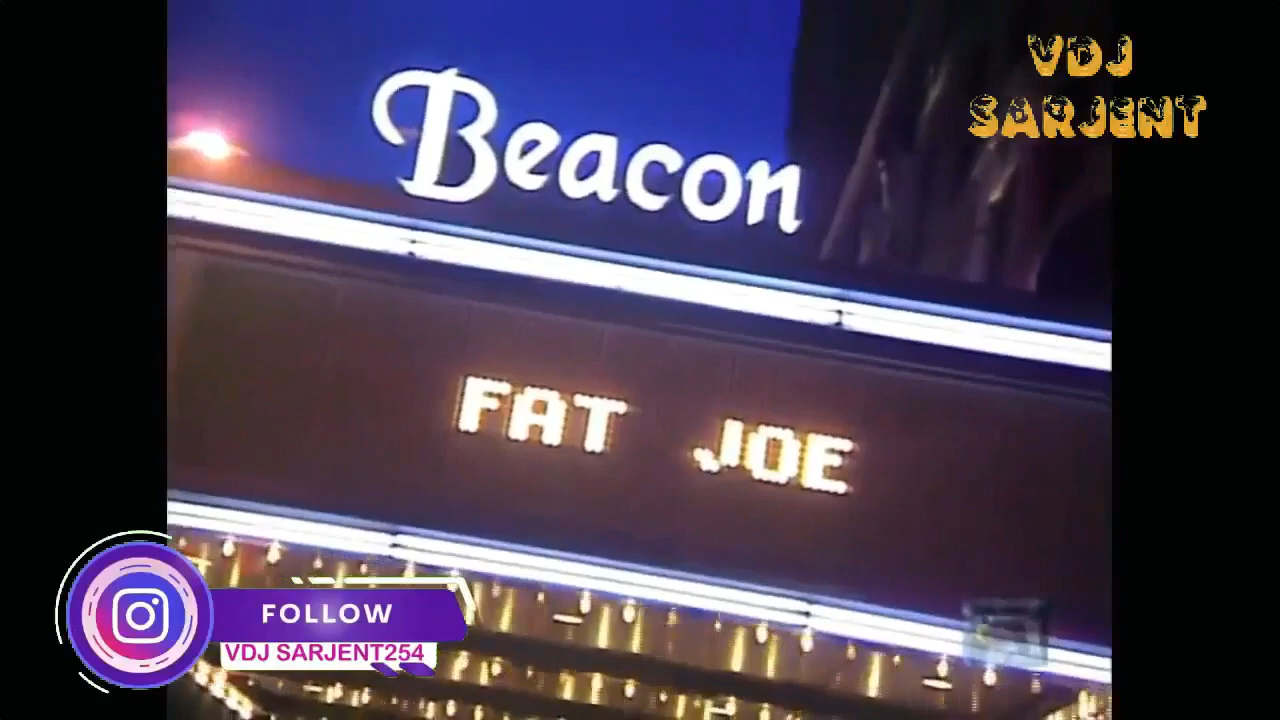 VDJ
SARJENT
Beacon
FAT JOE
FOLLOW
VDJ SARJENT254